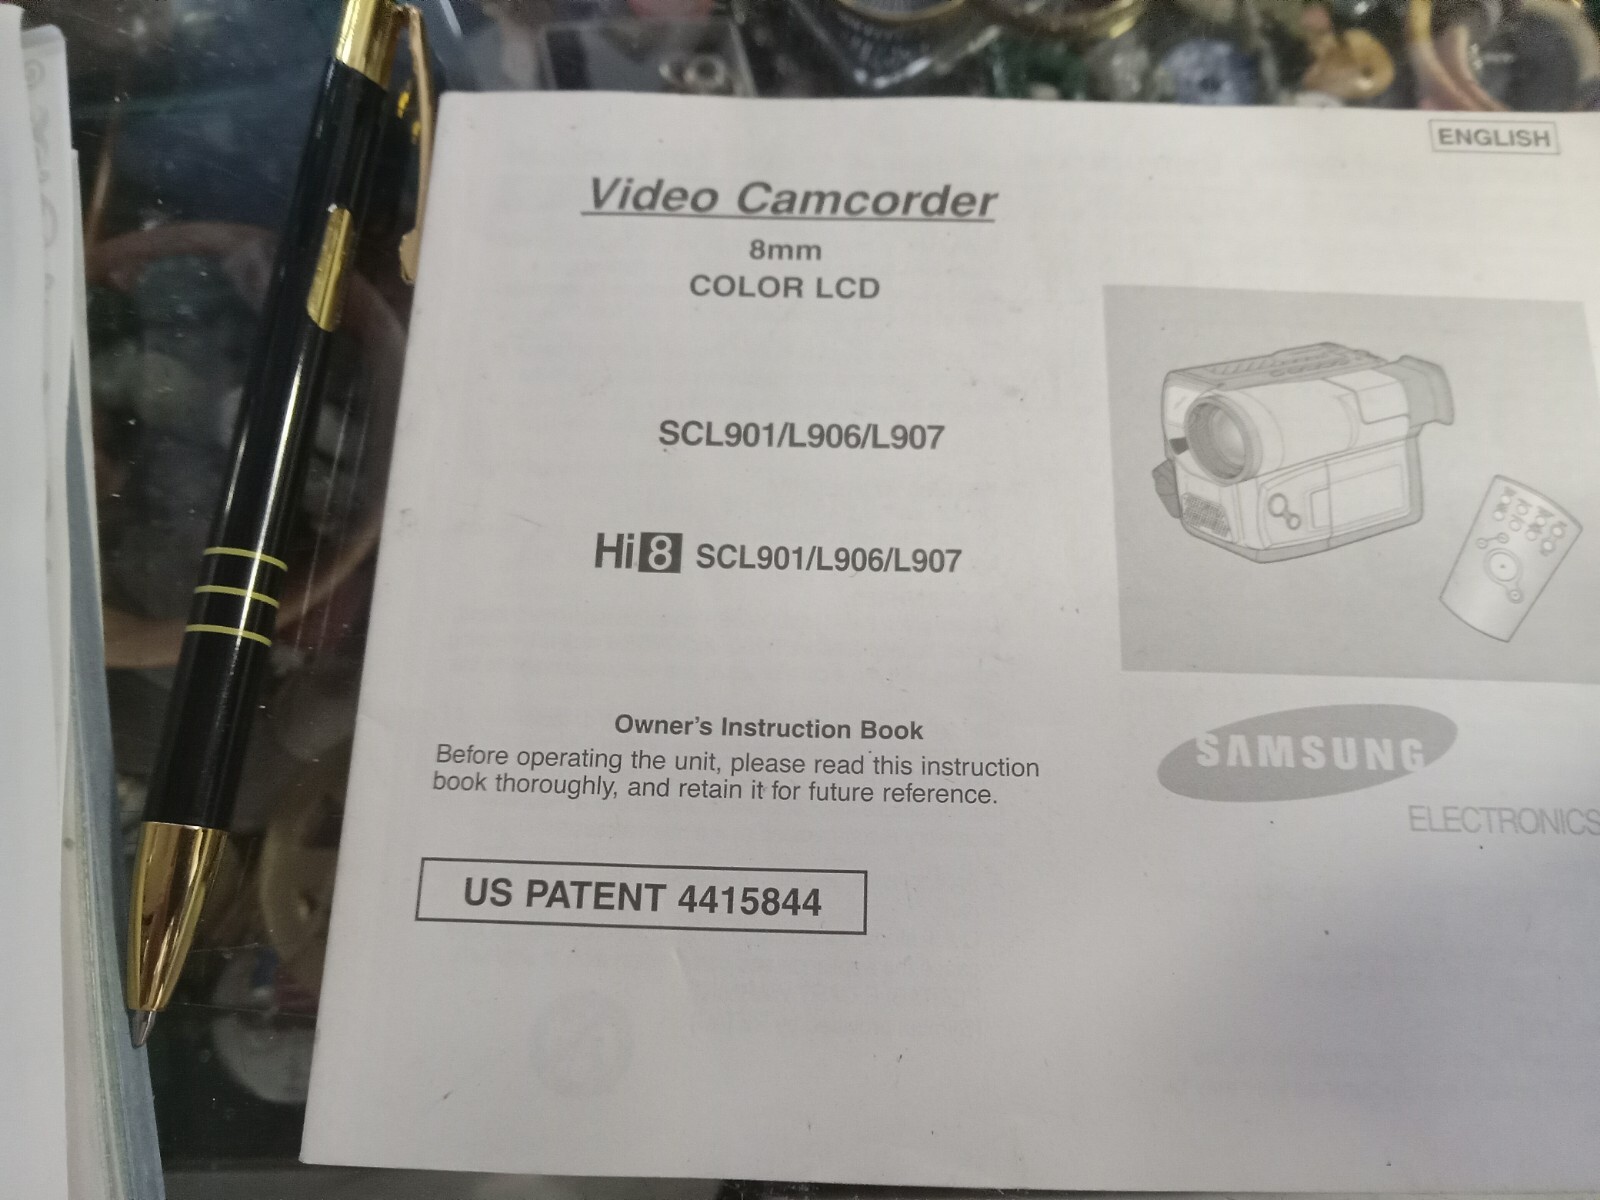 ENGLISH
Video Camcorder
8mm
COLOR LCD
SCL901/L906/L907
Hi8 SCL901/L906/L907
Owner's Instruction Book
Before operating the unit, please read this instruction
book thoroughly, and retain it for future reference.
US PATENT 4415844
SAMSUNG
ELECTRONICS